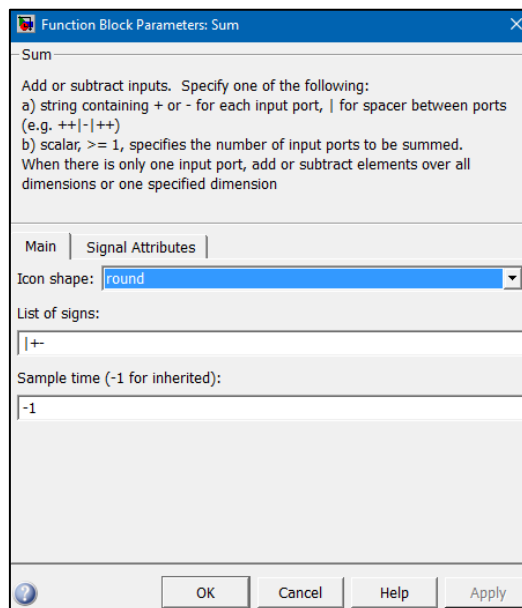 Function Block Parameters: Sum
Sum
Add or subtract inputs.  Specify one of the following:
a) string containing + or - for each input port, | for spacer between ports
(e.g. ++|-|++)
b) scalar, >= 1, specifies the number of input ports to be summed.
When there is only one input port, add or subtract elements over all
dimensions or one specified dimension
Main Signal Attributes
Icon shape: round
List of signs:
|+-
Sample time (-1 for inherited):
-1
OK Cancel Help Apply